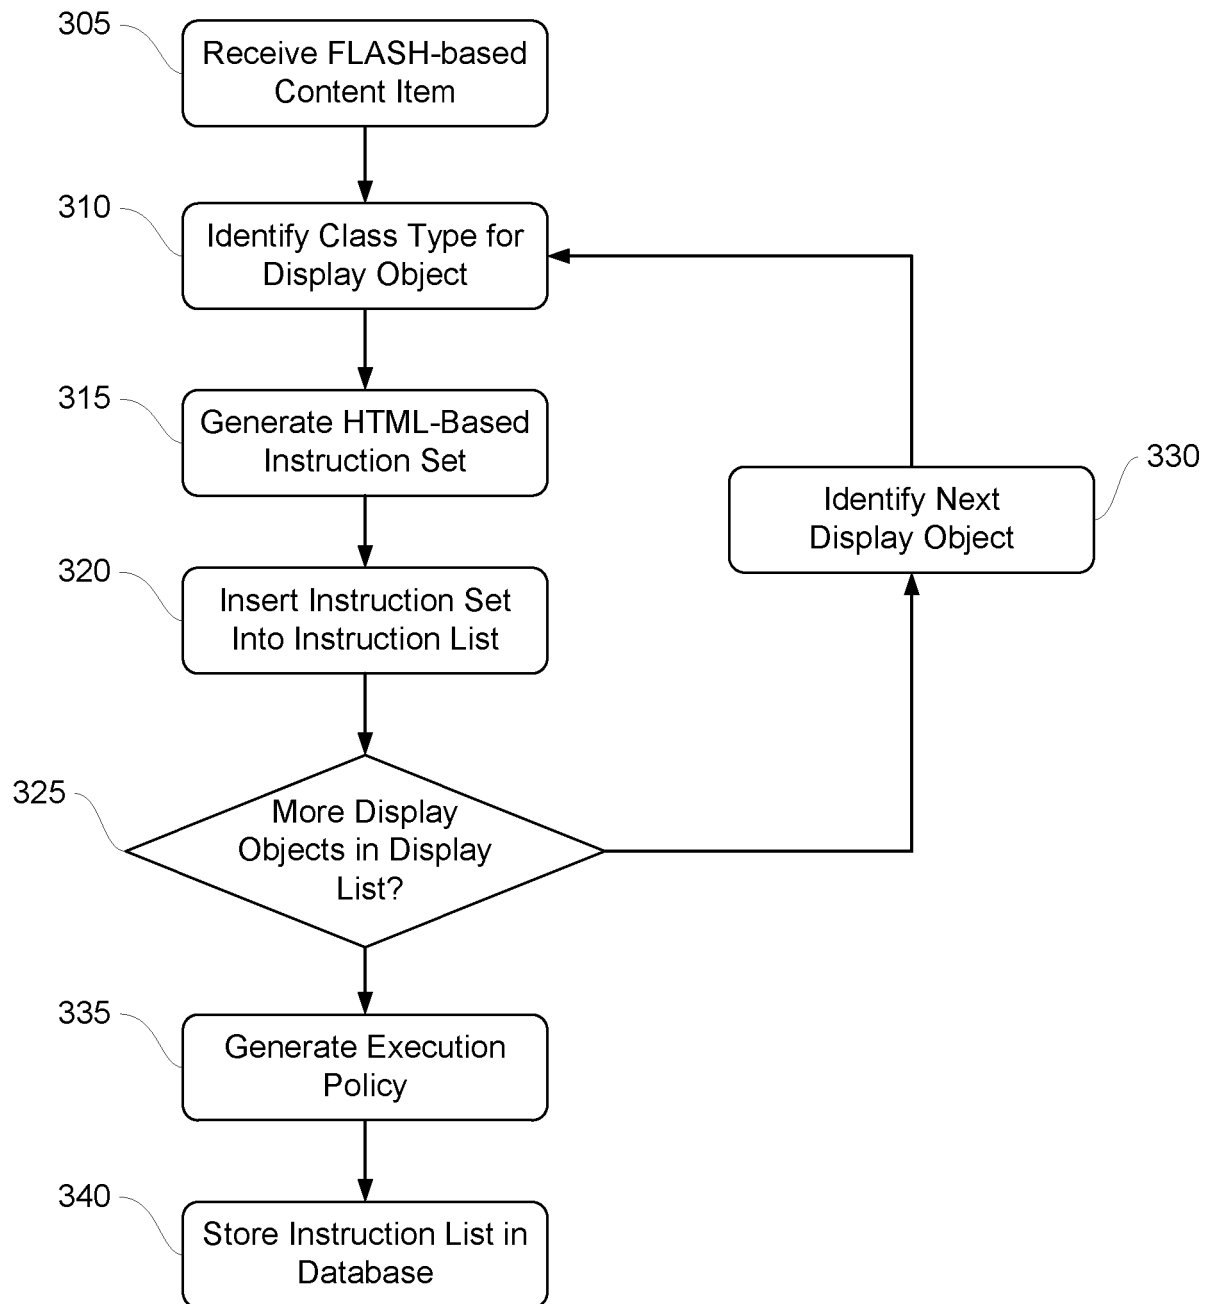 305
Receive FLASH-based
Content Item
310
Identify Class Type for
Display Object
315
Generate HTML-Based
Instruction Set
330
Identify Next
Display Object
320
Insert Instruction Set
Into Instruction List
325
More Display
Objects in Display
List?
335
Generate Execution
Policy
340
Store Instruction List in
Database